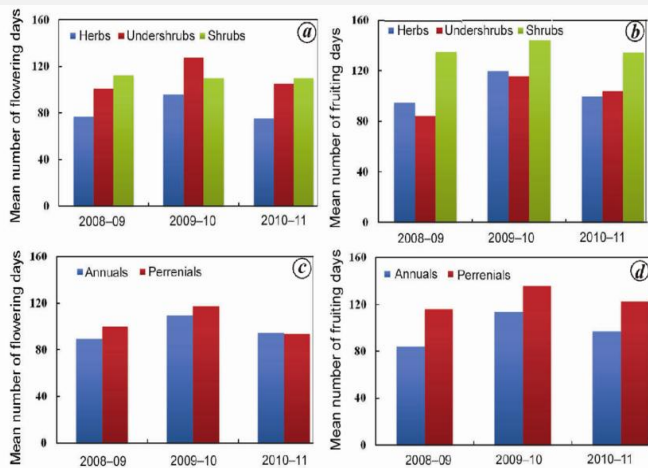 a
Herbs Undershrubs Shrubs
Mean number of flowering days
160
120
80
40
0
2008–09 2009–10 2010–11
b
Herbs Undershrubs Shrubs
Mean number of fruiting days
160
120
80
40
0
2008–09 2009–10 2010–11
c
Annuals Perrenials
Mean number of flowering days
160
120
80
40
0
2008–09 2009–10 2010–11
d
Annuals Perrenials
Mean number of fruiting days
160
120
80
40
0
2008–09 2009–10 2010–11